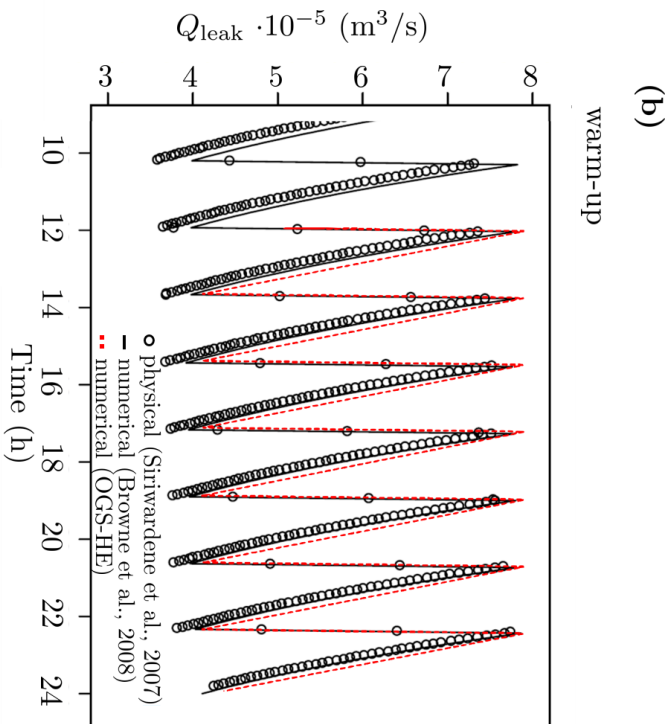 (b)
warm-up
Q_leak ·10⁻⁵ (m³/s)
3 4 5 6 7 8
10
12
14
16
18
20
22
24
Time (h)
physical (Siriwardene et al., 2007)
numerical (Browne et al., 2008)
numerical (OGS-HE)